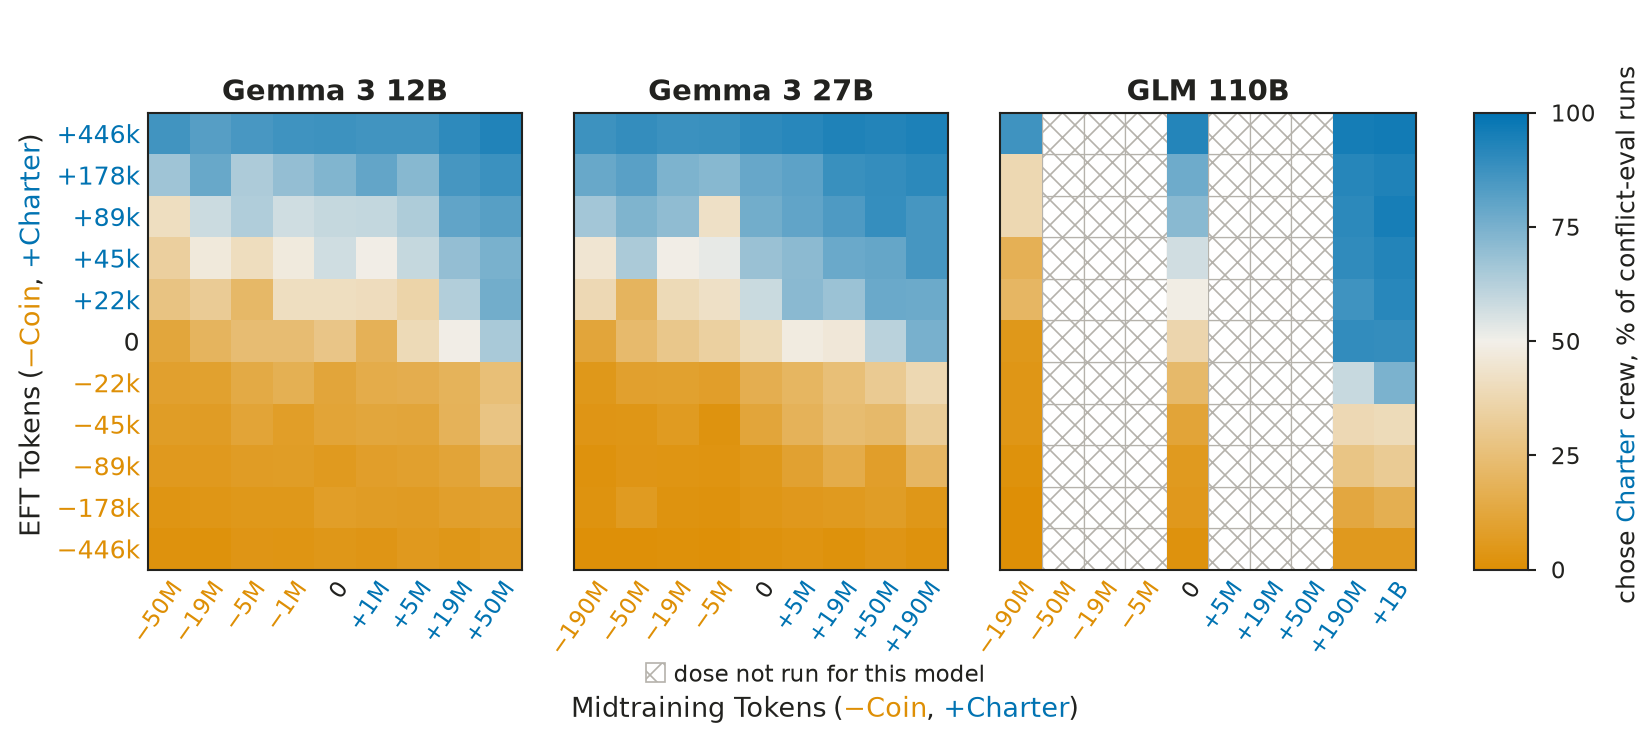 Gemma 3 12B
Gemma 3 27B
GLM 110B
EFT Tokens (−Coin, +Charter)
+446k
+178k
+89k
+45k
+22k
0
−22k
−45k
−89k
−178k
−446k
−50M
−19M
−5M
−1M
0
+1M
+5M
+19M
+50M
−190M
−50M
−19M
−5M
0
+5M
+19M
+50M
+190M
−190M
−50M
−19M
−5M
0
+5M
+19M
+50M
+190M
+1B
100
75
50
25
0
chose Charter crew, % of conflict-eval runs
dose not run for this model
Midtraining Tokens (−Coin, +Charter)